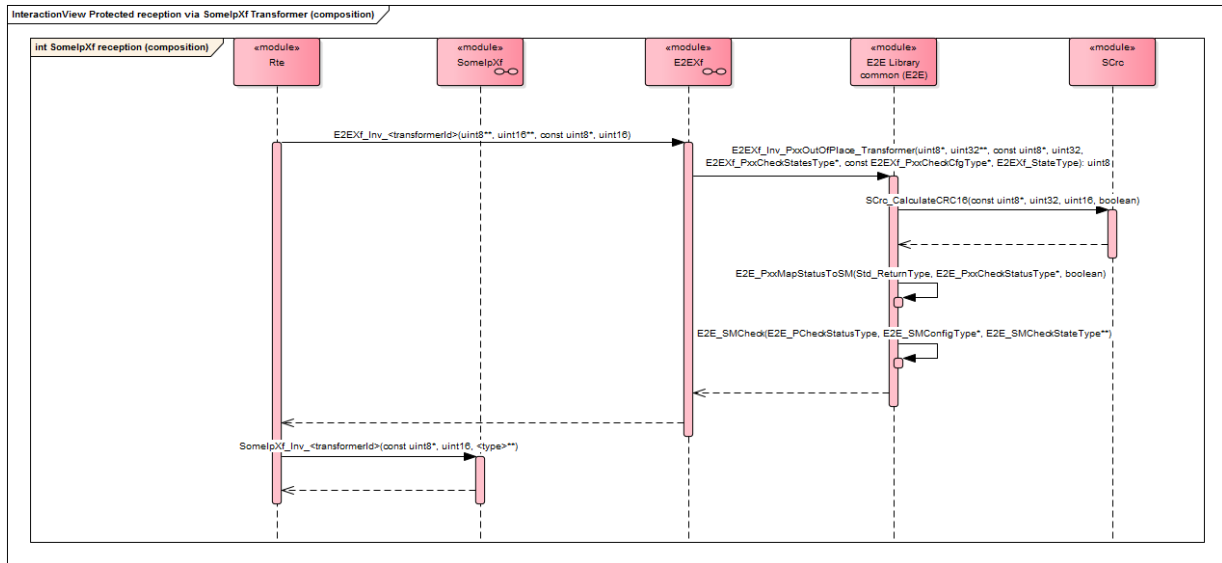 InteractionView Protected reception via SomeIpXf Transformer (composition)
int SomeIpXf reception (composition)
«module»
Rte
«module»
SomeIpXf
«module»
E2EXf
«module»
E2E Library
common (E2E)
«module»
SCrc
E2EXf_Inv_<transformerId>(uint8**, uint16**, const uint8*, uint16)
E2EXf_Inv_PxxOutOfPlace_Transformer(uint8*, uint32**, const uint8*, uint32,
E2EXf_PxxCheckStatesType*, const E2EXf_PxxCheckCfgType*, E2EXf_StateType): uint8
SCrc_CalculateCRC16(const uint8*, uint32, uint16, boolean)
E2E_PxxMapStatusToSM(Std_ReturnType, E2E_PxxCheckStatusType*, boolean)
E2E_SMCheck(E2E_PCheckStatusType, E2E_SMConfigType*, E2E_SMCheckStateType**)
SomeIpXf_Inv_<transformerId>(const uint8*, uint16, <type>**)